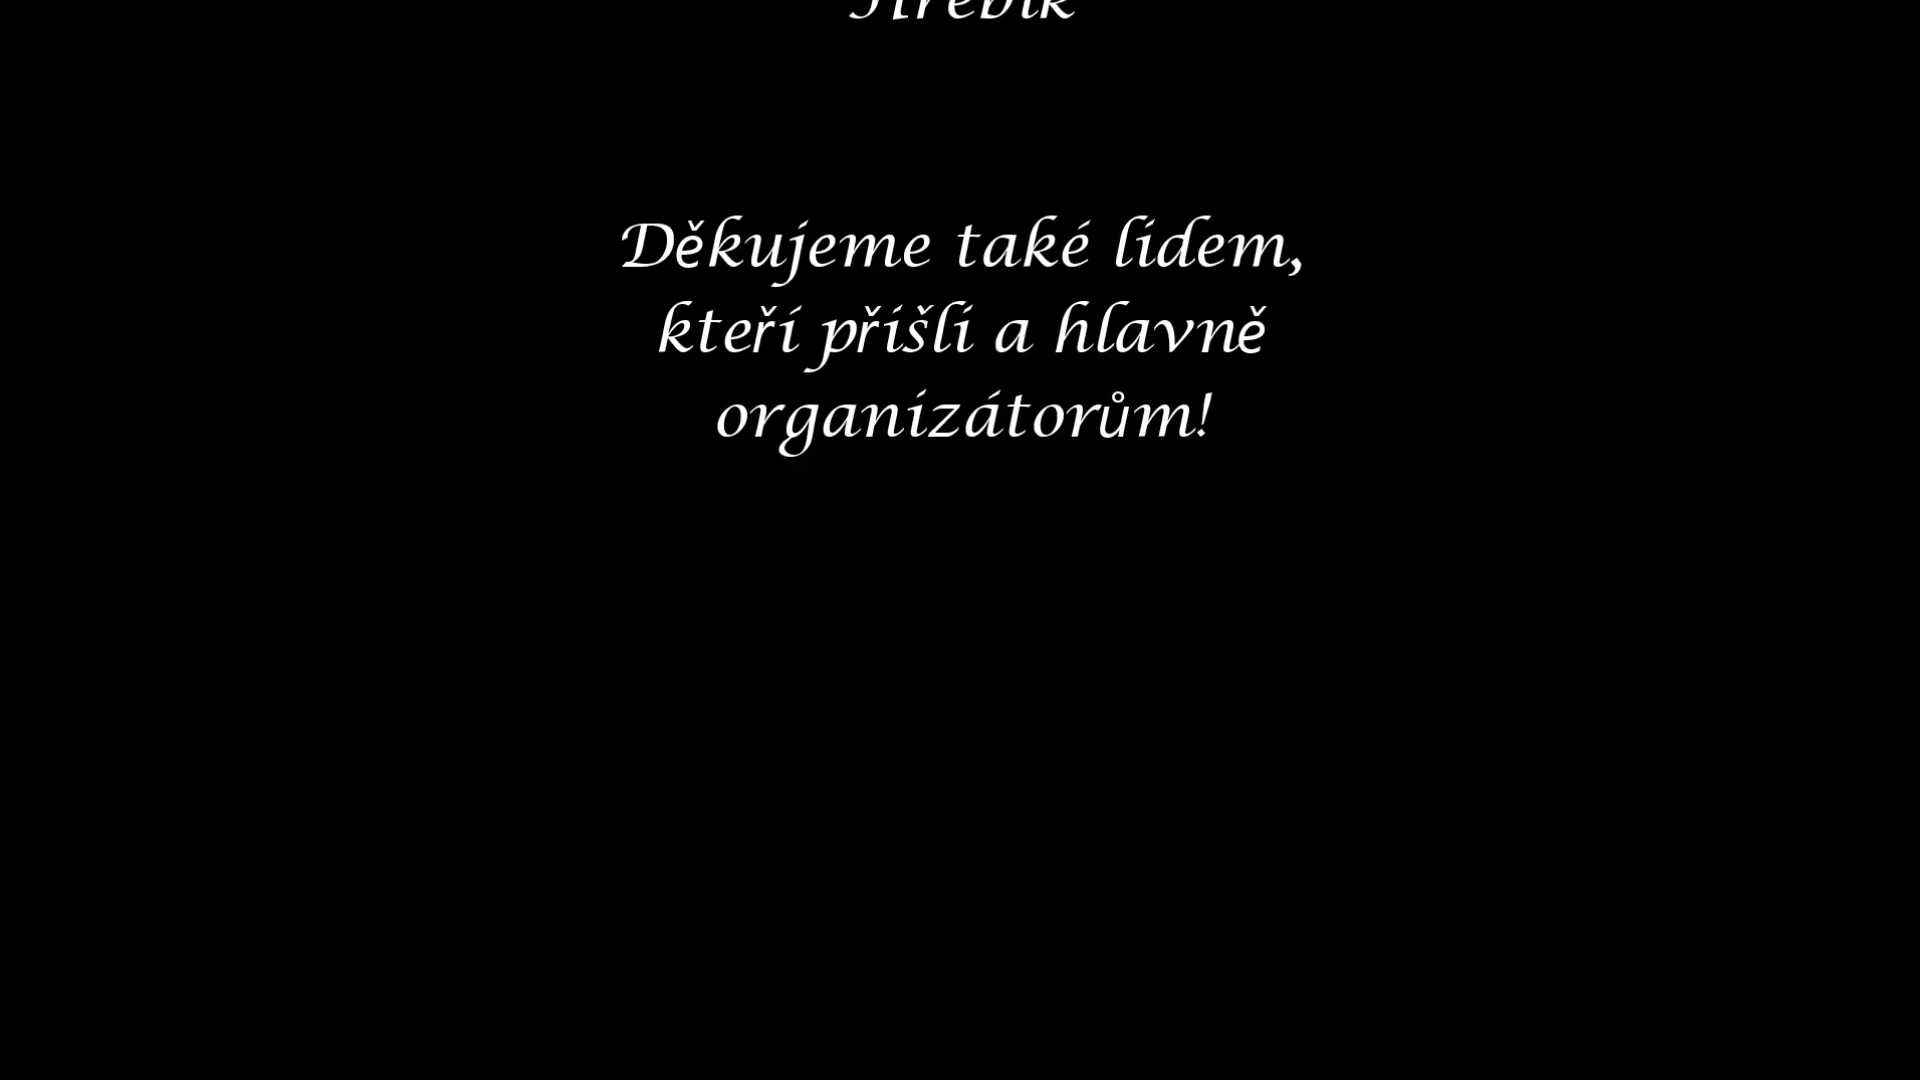 Děkujeme také lidem,
kteří přišli a hlavně
organizátorům!